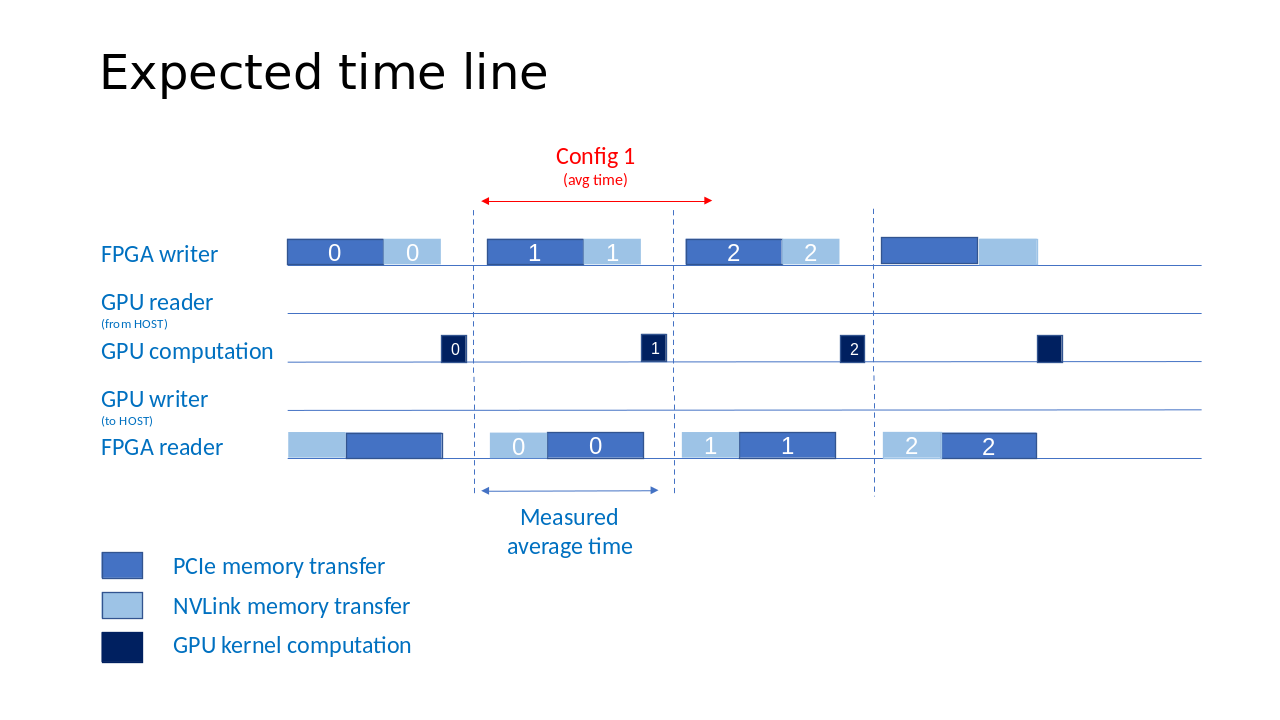 Expected time line
Config 1
(avg time)
FPGA writer
0 0 1 1 2 2
GPU reader
(from HOST)
GPU computation
0 1 2
GPU writer
(to HOST)
FPGA reader
0 0 1 1 2 2
Measured
average time
PCIe memory transfer
NVLink memory transfer
GPU kernel computation